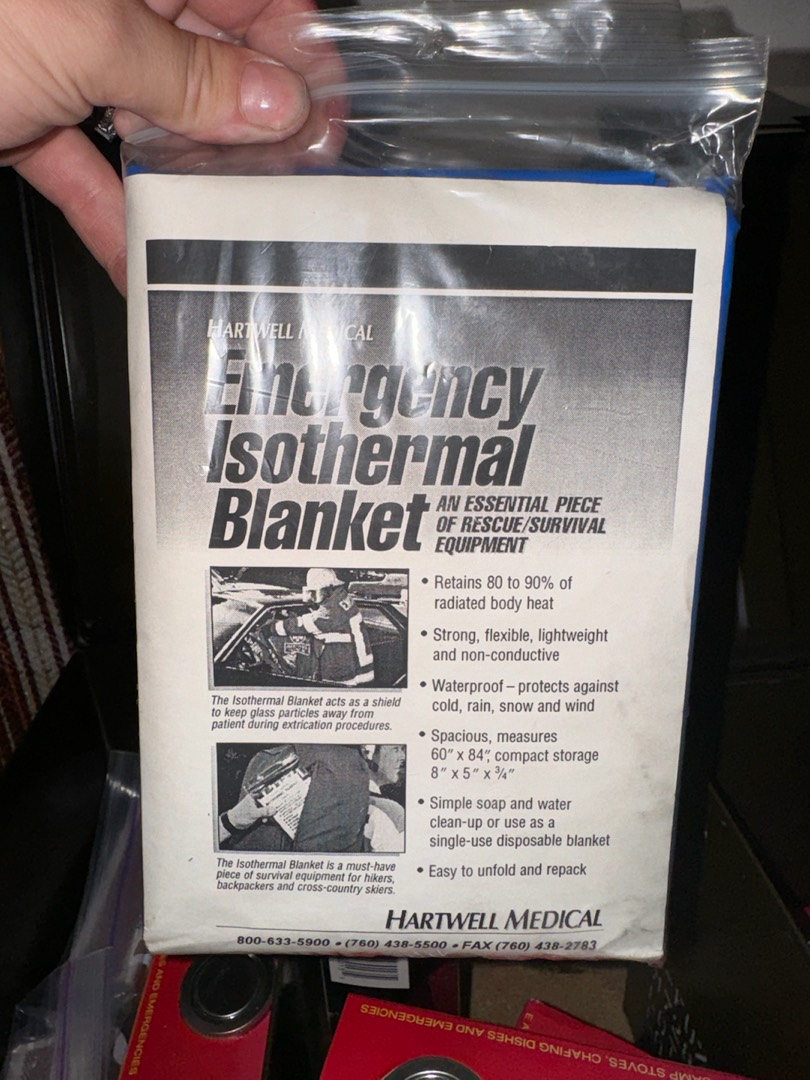 HARTWELL MEDICAL
Emergency
Isothermal
Blanket
AN ESSENTIAL PIECE
OF RESCUE/SURVIVAL
EQUIPMENT
The Isothermal Blanket acts as a shield
to keep glass particles away from
patient during extrication procedures.
The Isothermal Blanket is a must-have
piece of survival equipment for hikers,
backpackers and cross-country skiers.
• Retains 80 to 90% of
radiated body heat
• Strong, flexible, lightweight
and non-conductive
• Waterproof – protects against
cold, rain, snow and wind
• Spacious, measures
60" x 84", compact storage
8" x 5" x 3/4"
• Simple soap and water
clean-up or use as a
single-use disposable blanket
• Easy to unfold and repack
HARTWELL MEDICAL
800-633-5900 • (760) 438-5500 • FAX (760) 438-2783
AND EMERGENCIES
CAMP STOVES, CHAFING DISHES AND EMERGENCIES